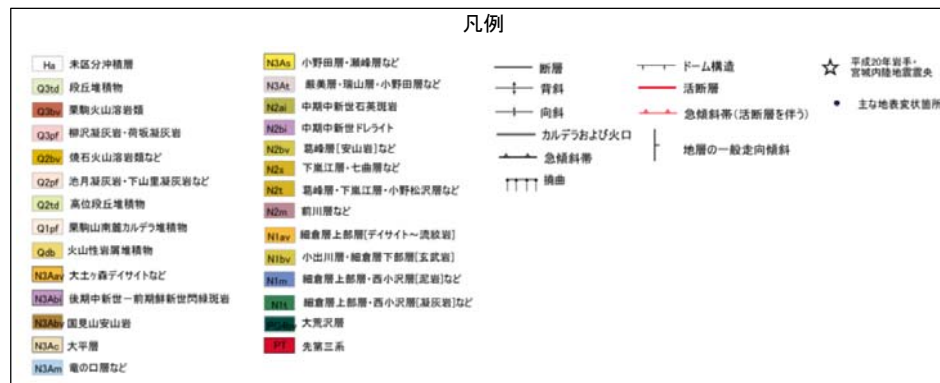 凡例
Ha 未区分沖積層
Q3td 段丘堆積物
Q3bv 栗駒火山溶岩類
Q3pf 柳沢凝灰岩・荷坂凝灰岩
Q2bv 焼石火山溶岩類など
Q2pf 池月凝灰岩・下山里凝灰岩など
Q2td 高位段丘堆積物
Q1pf 栗駒山南麓カルデラ堆積物
Qdb 火山性岩屑堆積物
N3Aav 大土ヶ森デイサイトなど
N3Abi 後期中新世－前期鮮新世閃緑斑岩
N3Abv 国見山安山岩
N3Ac 大平層
N3Am 竜の口層など
N3As 小野田層・瀬峰層など
N3At 厳美層・瑞山層・小野田層など
N2ai 中期中新世石英斑岩
N2bi 中期中新世ドレライト
N2bv 葛峰層[安山岩]など
N2s 下嵐江層・七曲層など
N2t 葛峰層・下嵐江層・小野松沢層など
N2m 前川層など
N1av 細倉層上部層[デイサイト～流紋岩]
N1bv 小出川層・細倉層下部層[玄武岩]
N1m 細倉層上部層・西小沢層[泥岩]など
N1t 細倉層上部層・西小沢層[凝灰岩]など
大荒沢層
PT 先第三系
断層
背斜
向斜
カルデラおよび火口
急傾斜帯
撓曲
ドーム構造
活断層
急傾斜帯(活断層を伴う)
地層の一般走向傾斜
平成20年岩手・
宮城内陸地震震央
主な地表変状箇所